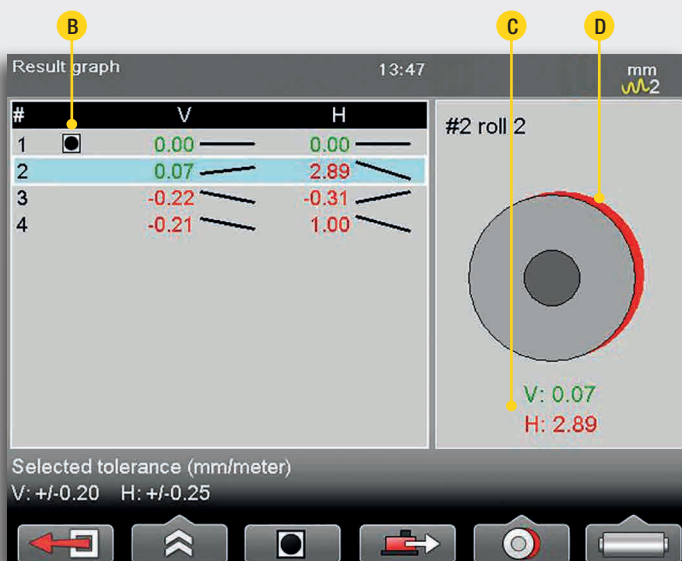 B C D
Result graph 13:47 mm
2
# V H
1 0.00 0.00
2 0.07 2.89
3 -0.22 -0.31
4 -0.21 1.00
#2 roll 2
V: 0.07
H: 2.89
Selected tolerance (mm/meter)
V: +/-0.20 H: +/-0.25